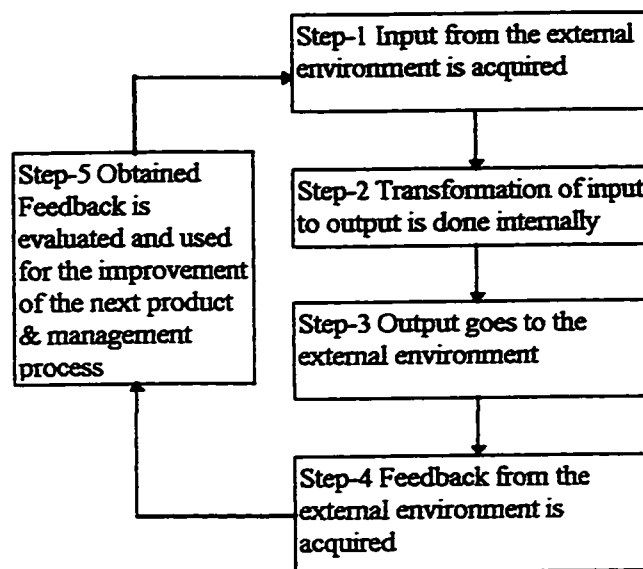 Step-1 Input from the external
environment is acquired
Step-2 Transformation of input
to output is done internally
Step-3 Output goes to the
external environment
Step-4 Feedback from the
external environment is
acquired
Step-5 Obtained
Feedback is
evaluated and used
for the improvement
of the next product
& management
process